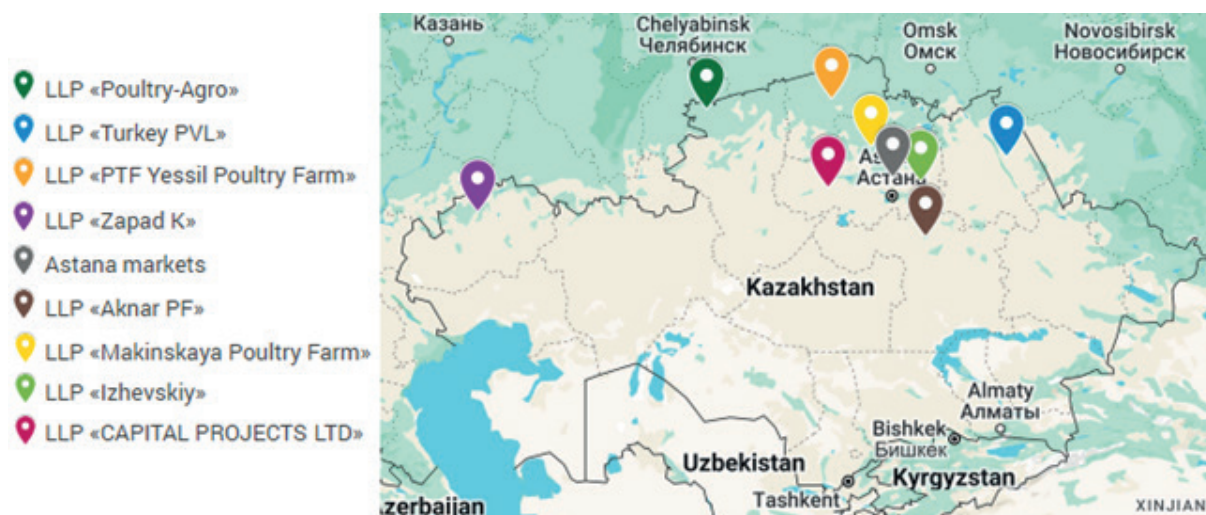 LLP «Poultry-Agro»
LLP «Turkey PVL»
LLP «PTF Yessil Poultry Farm»
LLP «Zapad K»
Astana markets
LLP «Aknar PF»
LLP «Makinskaya Poultry Farm»
LLP «Izhevskiy»
LLP «CAPITAL PROJECTS LTD»
Казань
Chelyabinsk
Челябинск
Omsk
Омск
Novosibirsk
Новосибирск
As
Астана
Kazakhstan
Almaty
Алматы
Bishkek
Бишкек
Uzbekistan
Kyrgyzstan
Tashkent
zerbaijan
XINJIAN